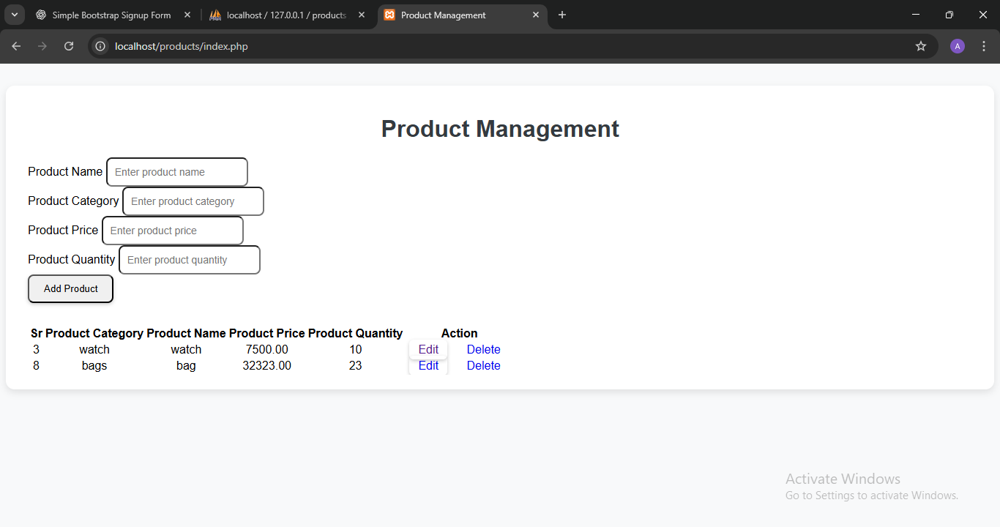 Simple Bootstrap Signup Form
localhost / 127.0.0.1 / products
Product Management
localhost/products/index.php
A
Product Management
Product Name Enter product name
Product Category Enter product category
Product Price Enter product price
Product Quantity Enter product quantity
Add Product
Sr Product Category Product Name Product Price Product Quantity Action
3 watch watch 7500.00 10 Edit Delete
8 bags bag 32323.00 23 Edit Delete
Activate Windows
Go to Settings to activate Windows.